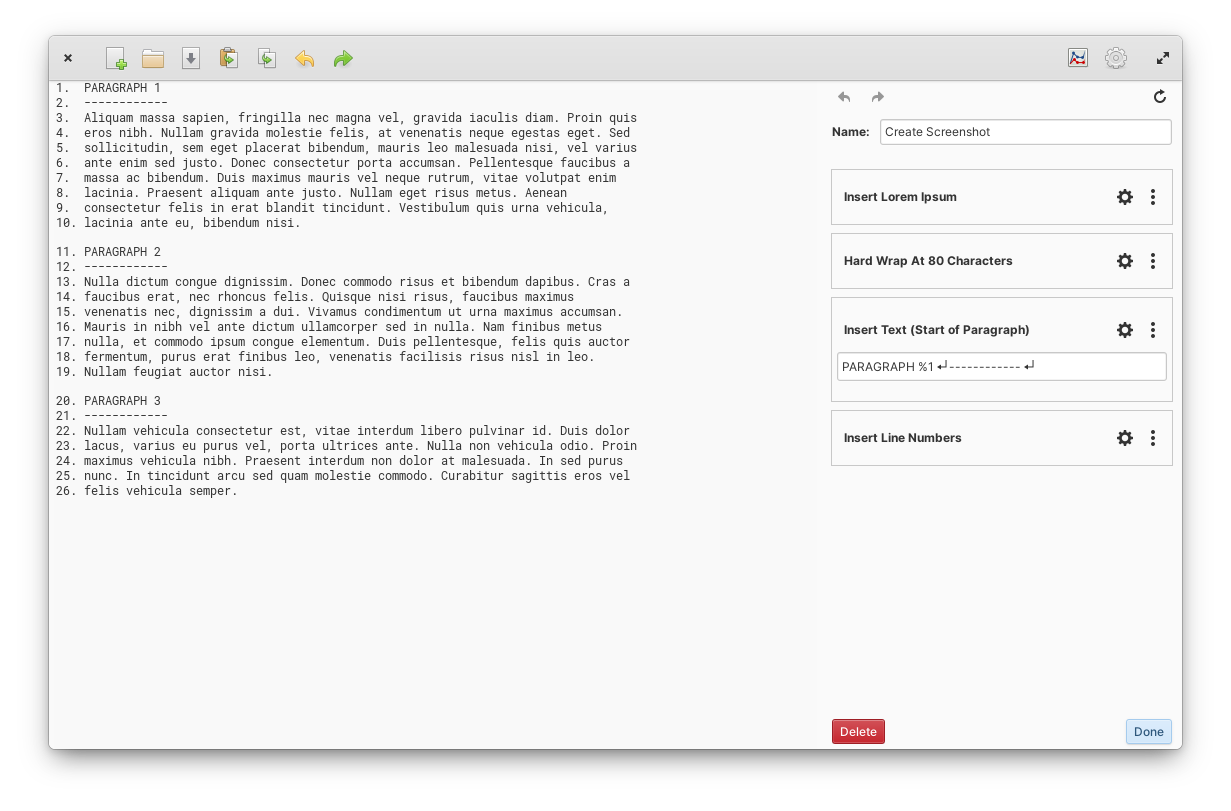 1. PARAGRAPH 1
2. ------------
3. Aliquam massa sapien, fringilla nec magna vel, gravida iaculis diam. Proin quis
4. eros nibh. Nullam gravida molestie felis, at venenatis neque egestas eget. Sed
5. sollicitudin, sem eget placerat bibendum, mauris leo malesuada nisi, vel varius
6. ante enim sed justo. Donec consectetur porta accumsan. Pellentesque faucibus a
7. massa ac bibendum. Duis maximus mauris vel neque rutrum, vitae volutpat enim
8. lacinia. Praesent aliquam ante justo. Nullam eget risus metus. Aenean
9. consectetur felis in erat blandit tincidunt. Vestibulum quis urna vehicula,
10. lacinia ante eu, bibendum nisi.
11. PARAGRAPH 2
12. ------------
13. Nulla dictum congue dignissim. Donec commodo risus et bibendum dapibus. Cras a
14. faucibus erat, nec rhoncus felis. Quisque nisi risus, faucibus maximus
15. venenatis nec, dignissim a dui. Vivamus condimentum ut urna maximus accumsan.
16. Mauris in nibh vel ante dictum ullamcorper sed in nulla. Nam finibus metus
17. nulla, et commodo ipsum congue elementum. Duis pellentesque, felis quis auctor
18. fermentum, purus erat finibus leo, venenatis facilisis risus nisl in leo.
19. Nullam feugiat auctor nisi.
20. PARAGRAPH 3
21. ------------
22. Nullam vehicula consectetur est, vitae interdum libero pulvinar id. Duis dolor
23. lacus, varius eu purus vel, porta ultrices ante. Nulla non vehicula odio. Proin
24. maximus vehicula nibh. Praesent interdum non dolor at malesuada. In sed purus
25. nunc. In tincidunt arcu sed quam molestie commodo. Curabitur sagittis eros vel
26. felis vehicula semper.
Name: Create Screenshot
Insert Lorem Ipsum
Hard Wrap At 80 Characters
Insert Text (Start of Paragraph)
PARAGRAPH %1 ↵------------ ↵
Insert Line Numbers
Delete
Done